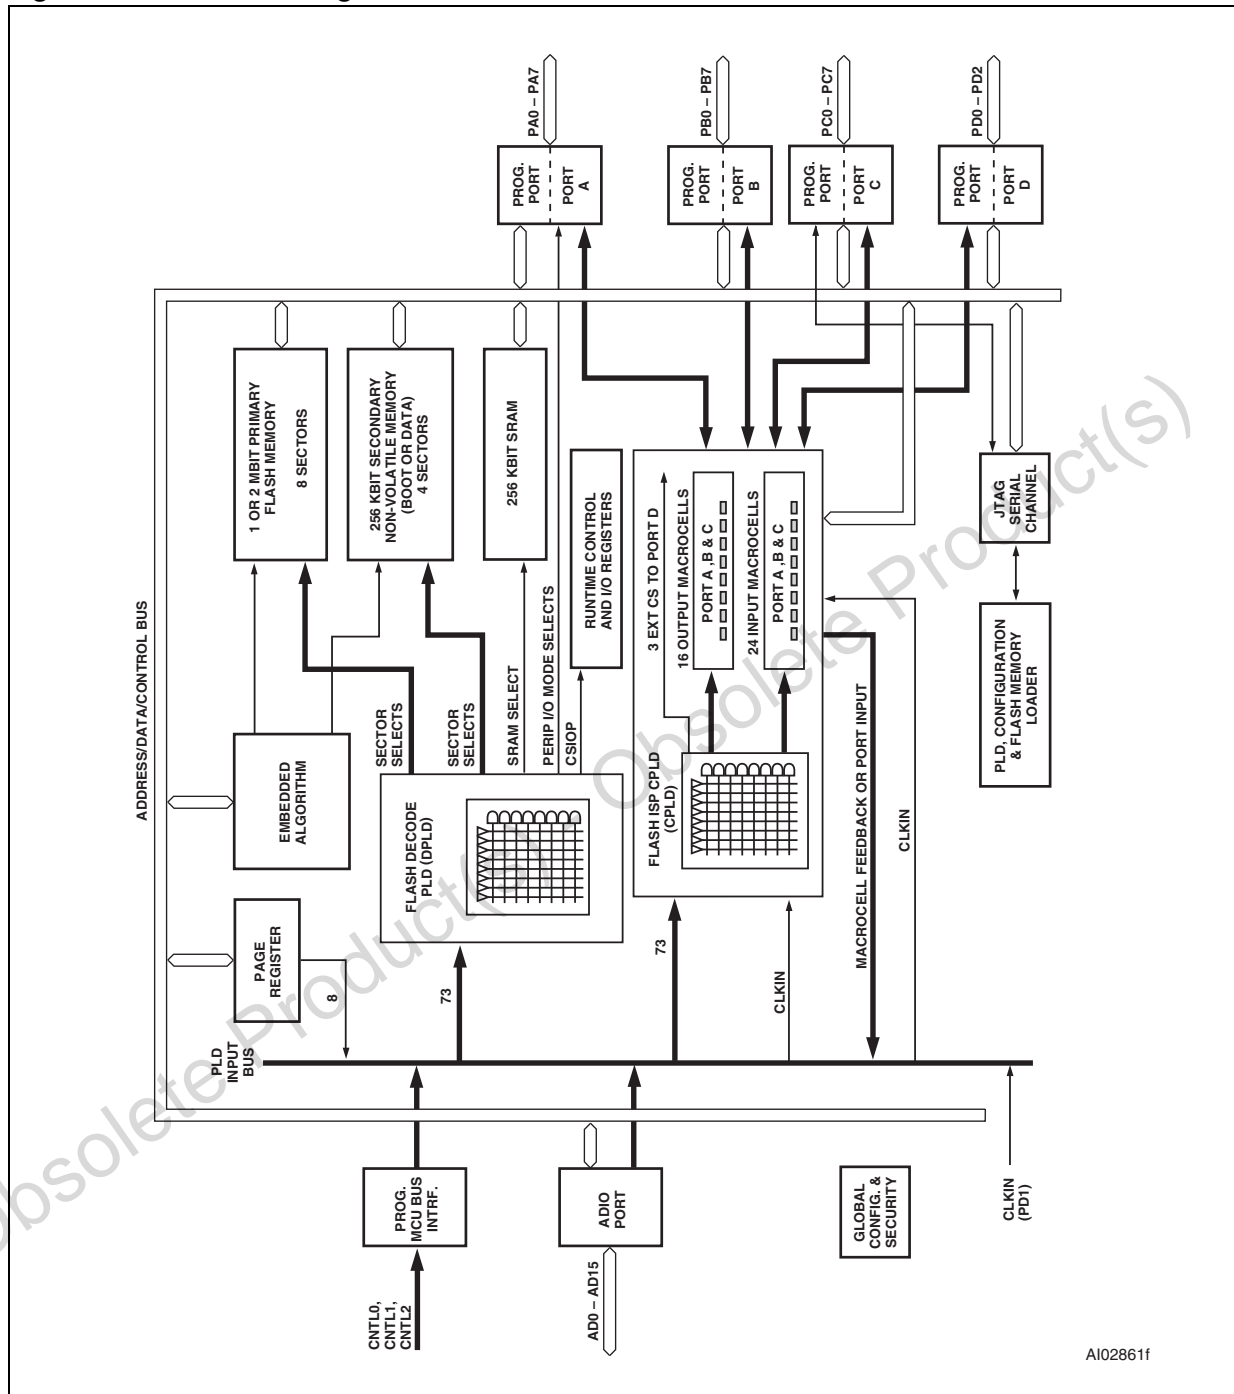 PA0 – PA7
PB0 – PB7
PC0 – PC7
PD0 – PD2
PROG.
PORT
PORT
A
PROG.
PORT
PORT
B
PROG.
PORT
PORT
C
PROG.
PORT
PORT
D
ADDRESS/DATA/CONTROL BUS
1 OR 2 MBIT PRIMARY
FLASH MEMORY
8 SECTORS
256 KBIT SECONDARY
NON-VOLATILE MEMORY
(BOOT OR DATA)
4 SECTORS
256 KBIT SRAM
RUNTIME CONTROL
AND I/O REGISTERS
3 EXT CS TO PORT D
16 OUTPUT MACROCELLS
PORT A ,B & C
24 INPUT MACROCELLS
PORT A ,B & C
JTAG
SERIAL
CHANNEL
PLD, CONFIGURATION
& FLASH MEMORY
LOADER
SECTOR
SELECTS
SECTOR
SELECTS
SRAM SELECT
PERIP I/O MODE SELECTS
CSIOP
EMBEDDED
ALGORITHM
FLASH DECODE
PLD (DPLD)
FLASH ISP CPLD
(CPLD)
MACROCELL FEEDBACK OR PORT INPUT
CLKIN
PAGE
REGISTER
8
73
73
CLKIN
PLD
INPUT
BUS
PROG.
MCU BUS
INTRF.
ADIO
PORT
GLOBAL
CONFIG. &
SECURITY
CLKIN
(PD1)
CNTL0,
CNTL1,
CNTL2
AD0 – AD15
AI02861f
Obsolete Product(s) - Obsolete Product(s)